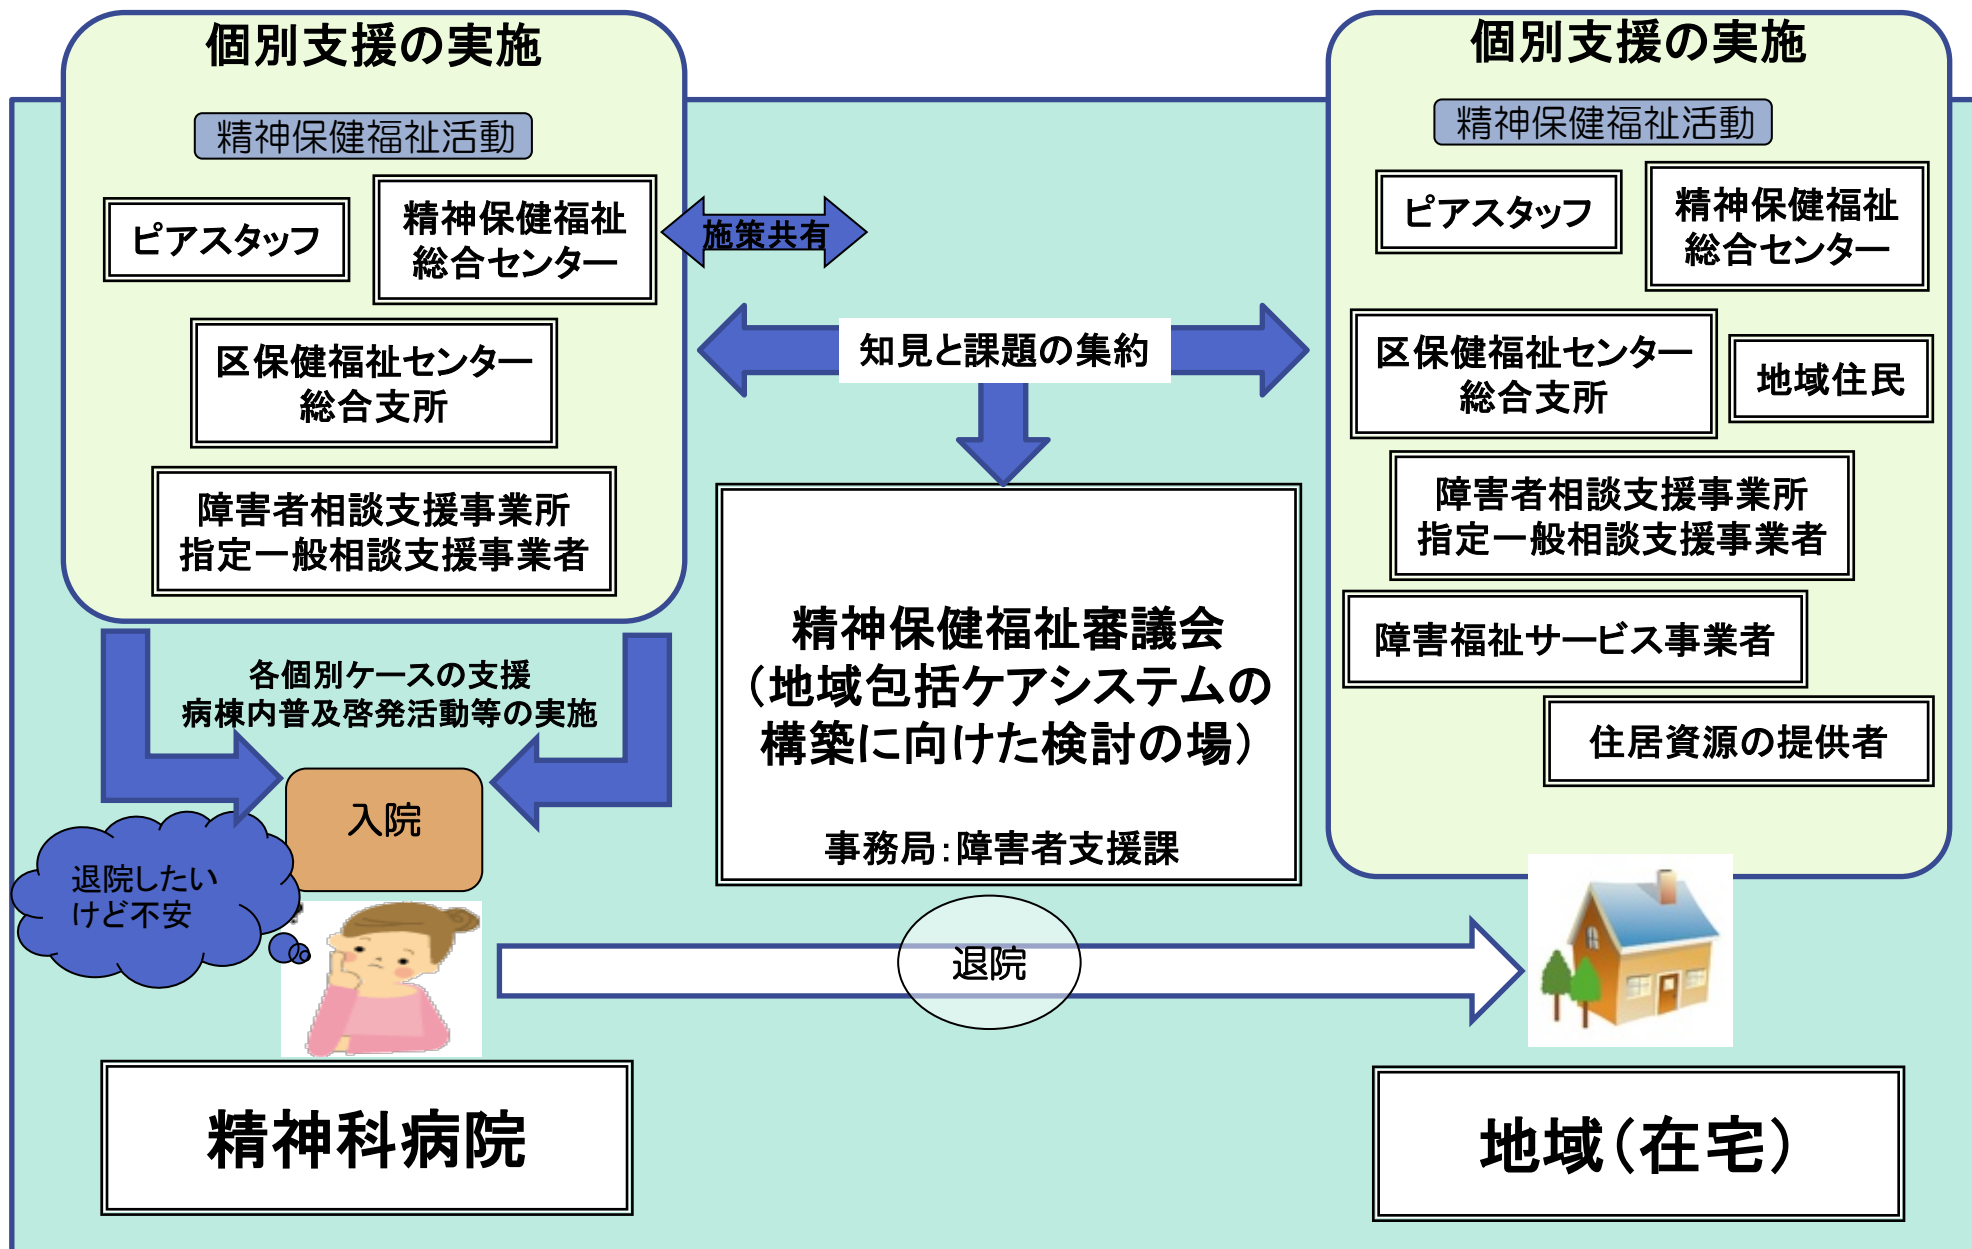 個別支援の実施
精神保健福祉活動
ピアスタッフ
精神保健福祉
総合センター
区保健福祉センター
総合支所
障害者相談支援事業所
指定一般相談支援事業者
施策共有
知見と課題の集約
個別支援の実施
精神保健福祉活動
ピアスタッフ
精神保健福祉
総合センター
区保健福祉センター
総合支所
地域住民
障害者相談支援事業所
指定一般相談支援事業者
障害福祉サービス事業者
住居資源の提供者
各個別ケースの支援
病棟内普及啓発活動等の実施
入院
退院したい
けど不安
精神保健福祉審議会
（地域包括ケアシステムの
構築に向けた検討の場）
事務局：障害者支援課
退院
精神科病院
地域（在宅）